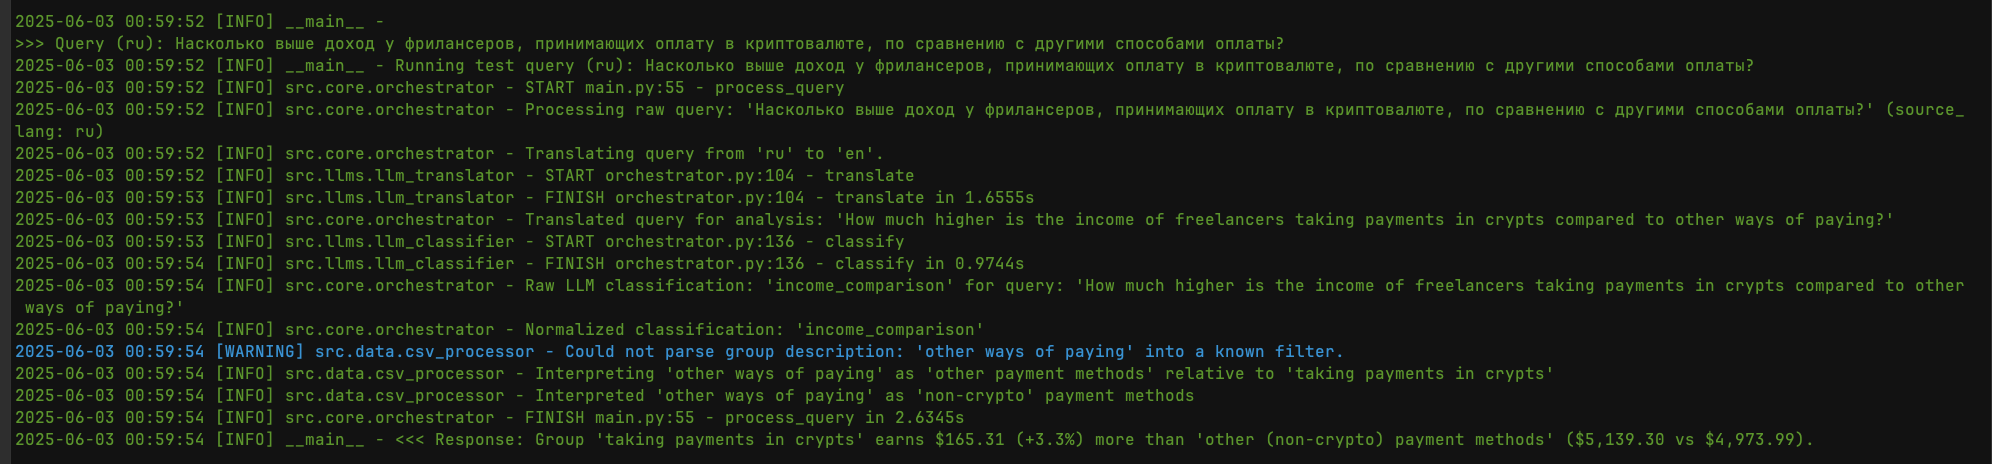 2025-06-03 00:59:52 [INFO] __main__ -
>>> Query (ru): Насколько выше доход у фрилансеров, принимающих оплату в криптовалюте, по сравнению с другими способами оплаты?
2025-06-03 00:59:52 [INFO] __main__ - Running test query (ru): Насколько выше доход у фрилансеров, принимающих оплату в криптовалюте, по сравнению с другими способами оплаты?
2025-06-03 00:59:52 [INFO] src.core.orchestrator - START main.py:55 - process_query
2025-06-03 00:59:52 [INFO] src.core.orchestrator - Processing raw query: 'Насколько выше доход у фрилансеров, принимающих оплату в криптовалюте, по сравнению с другими способами оплаты?' (source_
lang: ru)
2025-06-03 00:59:52 [INFO] src.core.orchestrator - Translating query from 'ru' to 'en'.
2025-06-03 00:59:52 [INFO] src.llms.llm_translator - START orchestrator.py:104 - translate
2025-06-03 00:59:53 [INFO] src.llms.llm_translator - FINISH orchestrator.py:104 - translate in 1.6555s
2025-06-03 00:59:53 [INFO] src.core.orchestrator - Translated query for analysis: 'How much higher is the income of freelancers taking payments in crypts compared to other ways of paying?'
2025-06-03 00:59:53 [INFO] src.llms.llm_classifier - START orchestrator.py:136 - classify
2025-06-03 00:59:54 [INFO] src.llms.llm_classifier - FINISH orchestrator.py:136 - classify in 0.9744s
2025-06-03 00:59:54 [INFO] src.core.orchestrator - Raw LLM classification: 'income_comparison' for query: 'How much higher is the income of freelancers taking payments in crypts compared to other
ways of paying?'
2025-06-03 00:59:54 [INFO] src.core.orchestrator - Normalized classification: 'income_comparison'
2025-06-03 00:59:54 [WARNING] src.data.csv_processor - Could not parse group description: 'other ways of paying' into a known filter.
2025-06-03 00:59:54 [INFO] src.data.csv_processor - Interpreting 'other ways of paying' as 'other payment methods' relative to 'taking payments in crypts'
2025-06-03 00:59:54 [INFO] src.data.csv_processor - Interpreted 'other ways of paying' as 'non-crypto' payment methods
2025-06-03 00:59:54 [INFO] src.core.orchestrator - FINISH main.py:55 - process_query in 2.6345s
2025-06-03 00:59:54 [INFO] __main__ - <<< Response: Group 'taking payments in crypts' earns $165.31 (+3.3%) more than 'other (non-crypto) payment methods' ($5,139.30 vs $4,973.99).